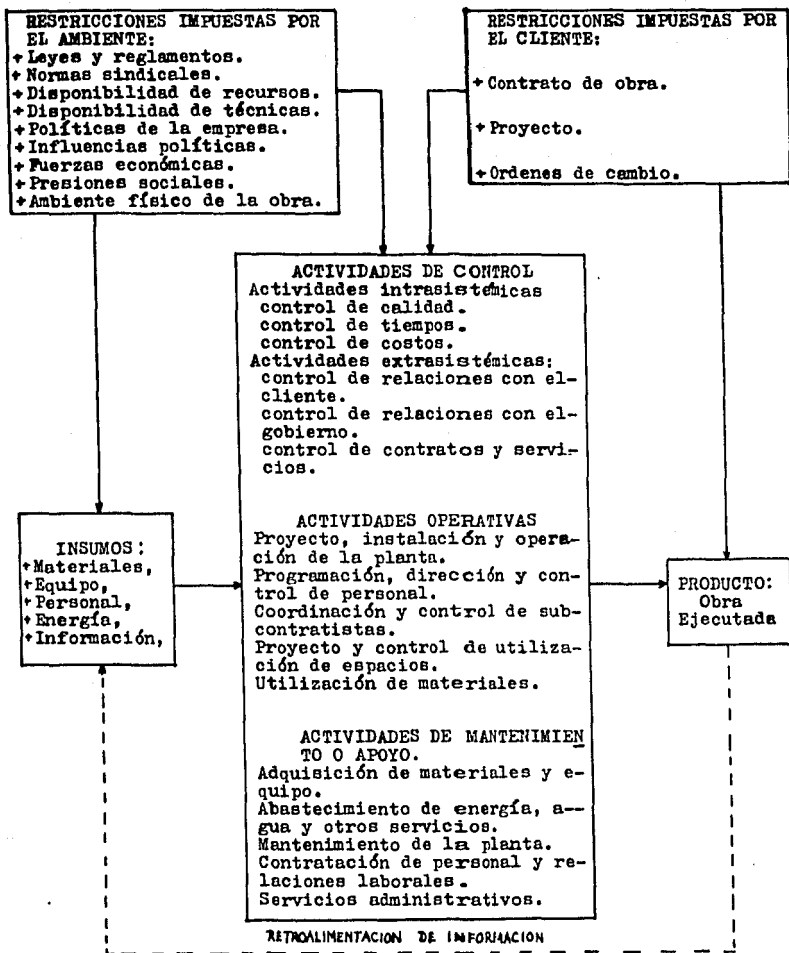 RESTRICCIONES IMPUESTAS POR
EL AMBIENTE:
+Leyes y reglamentos.
+Normas sindicales.
+Disponibilidad de recursos.
+Disponibilidad de técnicas.
+Políticas de la empresa.
+Influencias políticas.
+Fuerzas económicas.
+Presiones sociales.
+Ambiente físico de la obra.
RESTRICCIONES IMPUESTAS POR
EL CLIENTE:
+Contrato de obra.
+Proyecto.
+Ordenes de cambio.
ACTIVIDADES DE CONTROL
Actividades intrasistémicas
control de calidad.
control de tiempos.
control de costos.
Actividades extrasistémicas:
control de relaciones con el-
cliente.
control de relaciones con el-
gobierno.
control de contratos y servi-
cios.
ACTIVIDADES OPERATIVAS
Proyecto, instalación y opera-
ción de la planta.
Programación, dirección y con-
trol de personal.
Coordinación y control de sub-
contratistas.
Proyecto y control de utiliza-
ción de espacios.
Utilización de materiales.
ACTIVIDADES DE MANTENIMIEN
TO O APOYO.
Adquisición de materiales y e-
quipo.
Abastecimiento de energía, a--
gua y otros servicios.
Mantenimiento de la planta.
Contratación de personal y re-
laciones laborales.
Servicios administrativos.
INSUMOS:
+Materiales,
+Equipo,
+Personal,
+Energía,
+Información,
PRODUCTO:
Obra
Ejecutada
RETROALIMENTACION DE INFORMACION